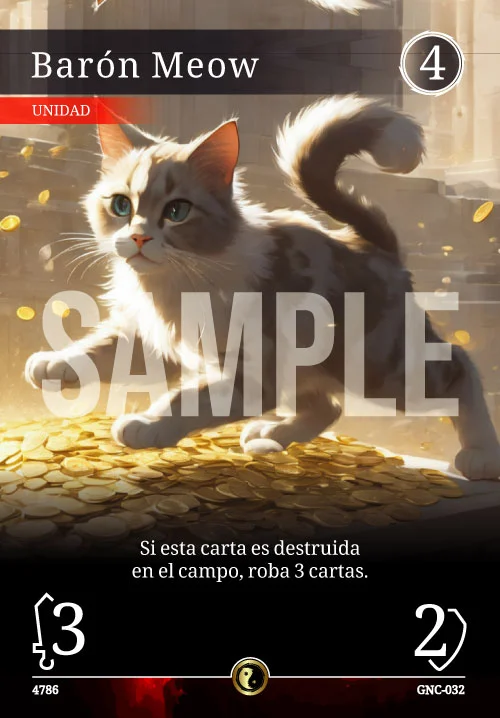 Barón Meow
4
UNIDAD
SAMPLE
Si esta carta es destruida
en el campo, roba 3 cartas.
3
2
4786
GNC-032